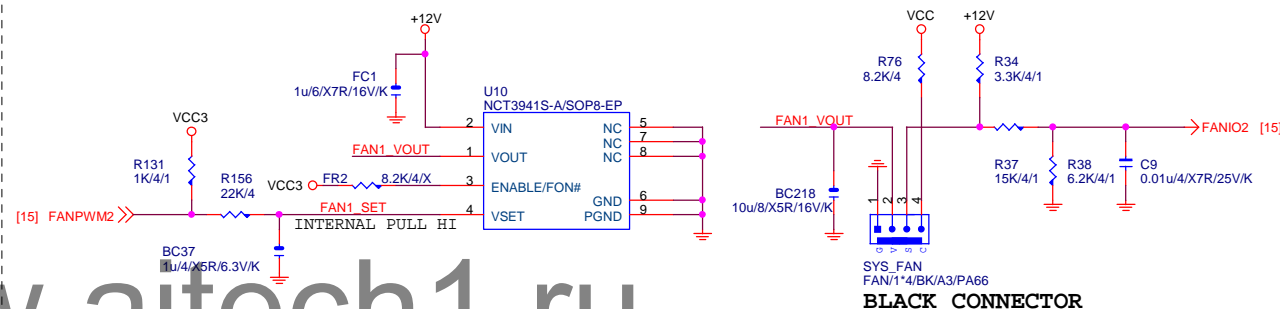 +12V
FC1
1u/6/X7R/16V/K
U10
NCT3941S-A/SOP8-EP
2 VIN
1 VOUT
3 ENABLE/FON#
4 VSET
NC 5
NC 7
NC 8
GND 6
PGND 9
FAN1_VOUT
VCC3
FR2 8.2K/4/X
FAN1_SET
INTERNAL PULL HI
VCC3
R131
1K/4/1
R156
22K/4
[15] FANPWM2
BC37
1u/4/X5R/6.3V/K
VCC
+12V
R76
8.2K/4
R34
3.3K/4/1
FAN1_VOUT
FANIO2 [15]
R37
15K/4/1
R38
6.2K/4/1
C9
0.01u/4/X7R/25V/K
BC218
10u/8/X5R/16V/K
1 2 3 4
G V S C
SYS_FAN
FAN/1*4/BK/A3/PA66
BLACK CONNECTOR